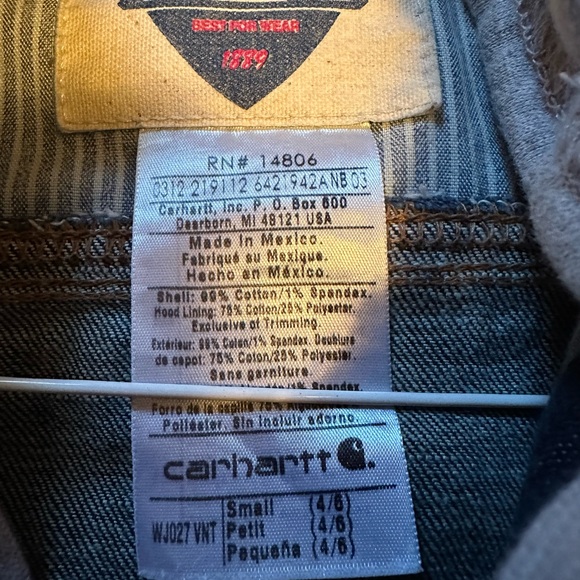 BEST FOR WEAR
1889
RN# 14806
0312 219112 6421942ANB 03
Carhartt, Inc. P. O. Box 600
Dearborn, MI 48121 USA
Made in Mexico.
Fabriqué su Mexique.
Hecho en México.
Shell: 99% Cotton/1% Spandex.
Hood Lining: 75% Cotton/25% Polyester.
Exclusive of Trimming.
Extérieur: 99% Coton/1% Spandex. Doublure
de capot: 75% Coton/25% Polyester.
Sans garniture.
Forro de la capilla 75%
Poliéster. Sin incluir adorno.
carhartt
WJ027 VNT
Small (4/6)
Petit (4/6)
Pequeña (4/6)